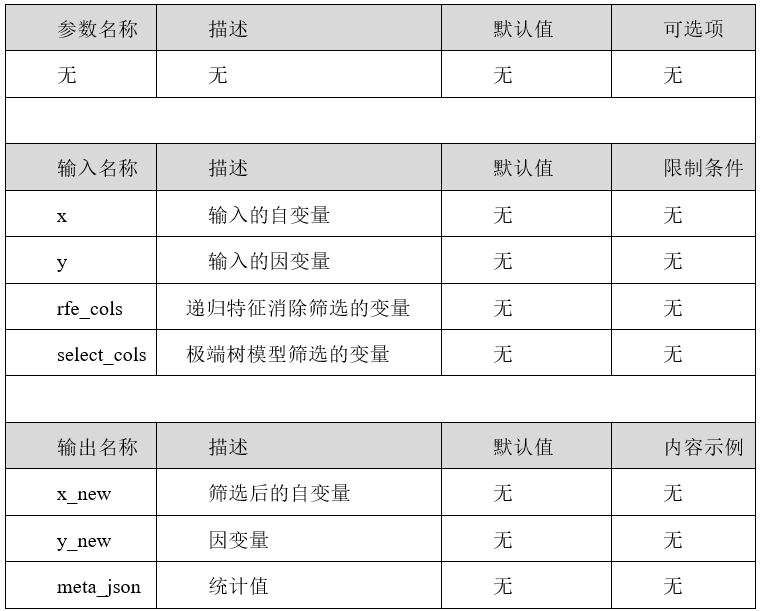 参数名称 描述 默认值 可选项
无 无 无 无
输入名称 描述 默认值 限制条件
x 输入的自变量 无 无
y 输入的因变量 无 无
rfe_cols 递归特征消除筛选的变量 无 无
select_cols 极端树模型筛选的变量 无 无
输出名称 描述 默认值 内容示例
x_new 筛选后的自变量 无 无
y_new 因变量 无 无
meta_json 统计值 无 无